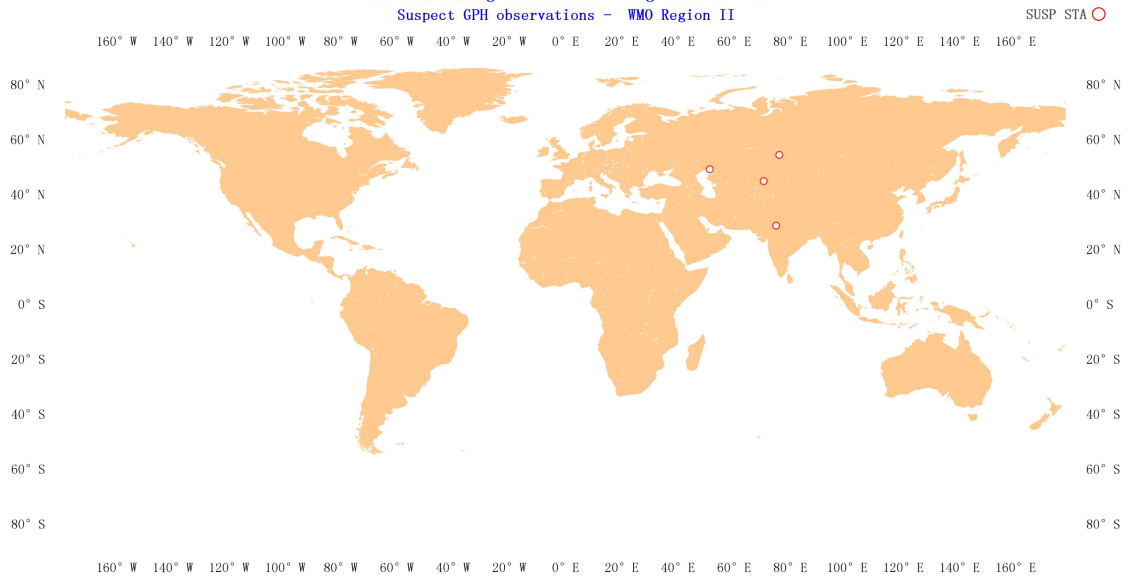 Suspect GPH observations - WMO Region II
SUSP STA
160° W 140° W 120° W 100° W 80° W 60° W 40° W 20° W 0° E 20° E 40° E 60° E 80° E 100° E 120° E 140° E 160° E
80° N 80° N
60° N 60° N
40° N 40° N
20° N 20° N
0° S 0° S
20° S 20° S
40° S 40° S
60° S 60° S
80° S 80° S
160° W 140° W 120° W 100° W 80° W 60° W 40° W 20° W 0° E 20° E 40° E 60° E 80° E 100° E 120° E 140° E 160° E